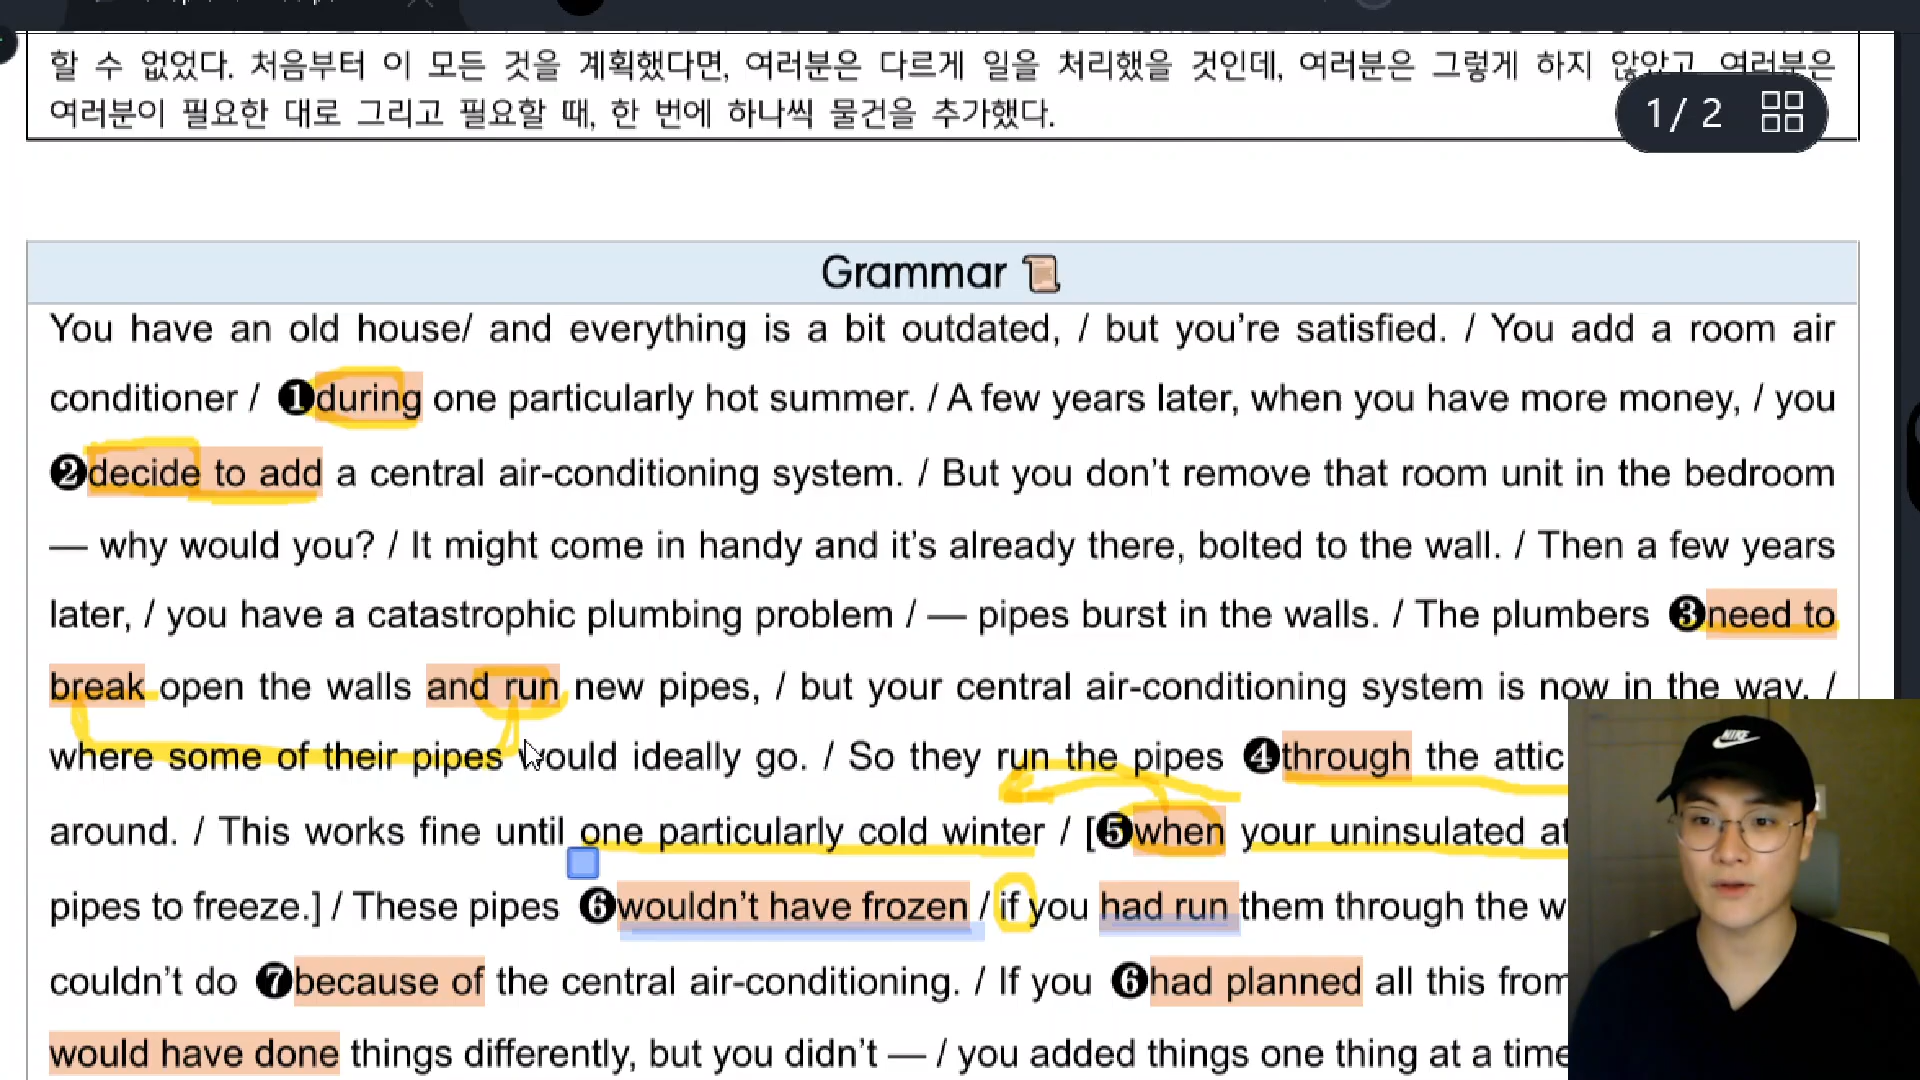 할 수 없었다. 처음부터 이 모든 것을 계획했다면, 여러분은 다르게 일을 처리했을 것인데, 여러분은 그렇게 하지 않았고 여러분은
여러분이 필요한 대로 그리고 필요할 때, 한 번에 하나씩 물건을 추가했다.
1/ 2
Grammar
You have an old house/ and everything is a bit outdated, / but you’re satisfied. / You add a room air
conditioner / ❶during one particularly hot summer. / A few years later, when you have more money, / you
❷decide to add a central air-conditioning system. / But you don’t remove that room unit in the bedroom
— why would you? / It might come in handy and it’s already there, bolted to the wall. / Then a few years
later, / you have a catastrophic plumbing problem / — pipes burst in the walls. / The plumbers ❸need to
break open the walls and run new pipes, / but your central air-conditioning system is now in the way, /
where some of their pipes would ideally go. / So they run the pipes ❹through the attic
around. / This works fine until one particularly cold winter / [❺when your uninsulated
pipes to freeze.] / These pipes ❻wouldn’t have frozen / if you had run them through the
couldn’t do ❼because of the central air-conditioning. / If you ❻had planned all this from
would have done things differently, but you didn’t — / you added things one thing at a time
NIKE